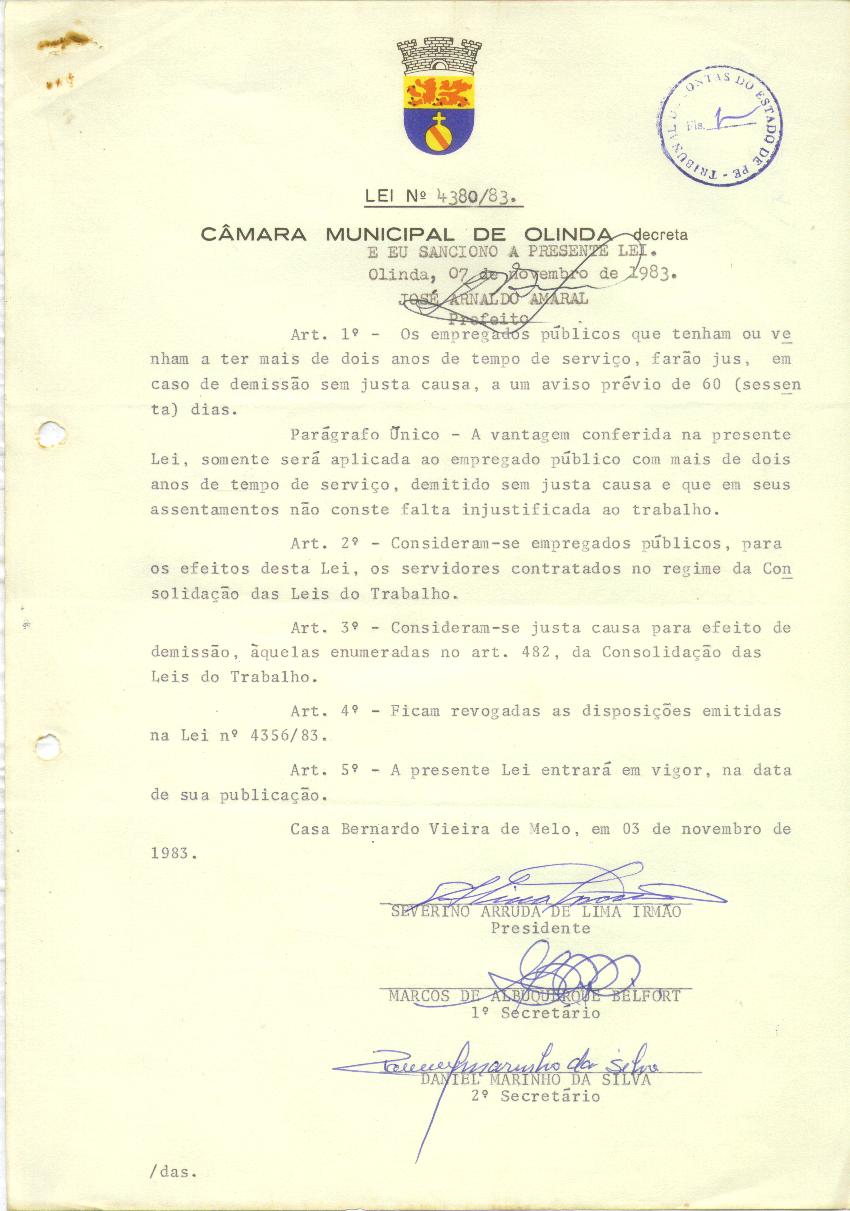 TRIBUNAL DE CONTAS DO ESTADO DE PE -
Fls.
LEI Nº 4380/83.
CÂMARA MUNICIPAL DE OLINDA decreta
E EU SANCIONO A PRESENTE LEI.
Olinda, 07 de novembro de 1983.
JOSÉ ARNALDO AMARAL
Prefeito
Art. 1º - Os empregados públicos que tenham ou ve
nham a ter mais de dois anos de tempo de serviço, farão jus, em
caso de demissão sem justa causa, a um aviso prévio de 60 (sessen
ta) dias.
Parágrafo Único - A vantagem conferida na presente
Lei, somente será aplicada ao empregado público com mais de dois
anos de tempo de serviço, demitido sem justa causa e que em seus
assentamentos não conste falta injustificada ao trabalho.
Art. 2º - Consideram-se empregados públicos, para
os efeitos desta Lei, os servidores contratados no regime da Con
solidação das Leis do Trabalho.
Art. 3º - Consideram-se justa causa para efeito de
demissão, àquelas enumeradas no art. 482, da Consolidação das
Leis do Trabalho.
Art. 4º - Ficam revogadas as disposições emitidas
na Lei nº 4356/83.
Art. 5º - A presente Lei entrará em vigor, na data
de sua publicação.
Casa Bernardo Vieira de Melo, em 03 de novembro de
1983.
SEVERINO ARRUDA DE LIMA IRMÃO
Presidente
MARCOS DE ALBUQUERQUE BELFORT
1º Secretário
Daniel Marinho da Silva
DANIEL MARINHO DA SILVA
2º Secretário
/das.